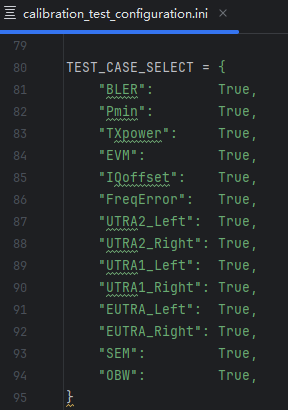 calibration_test_configuration.ini ×
79
80 TEST_CASE_SELECT = {
81 "BLER": True,
82 "Pmin": True,
83 "TXpower": True,
84 "EVM": True,
85 "IQoffset": True,
86 "FreqError": True,
87 "UTRA2_Left": True,
88 "UTRA2_Right": True,
89 "UTRA1_Left": True,
90 "UTRA1_Right": True,
91 "EUTRA_Left": True,
92 "EUTRA_Right": True,
93 "SEM": True,
94 "OBW": True,
95 }